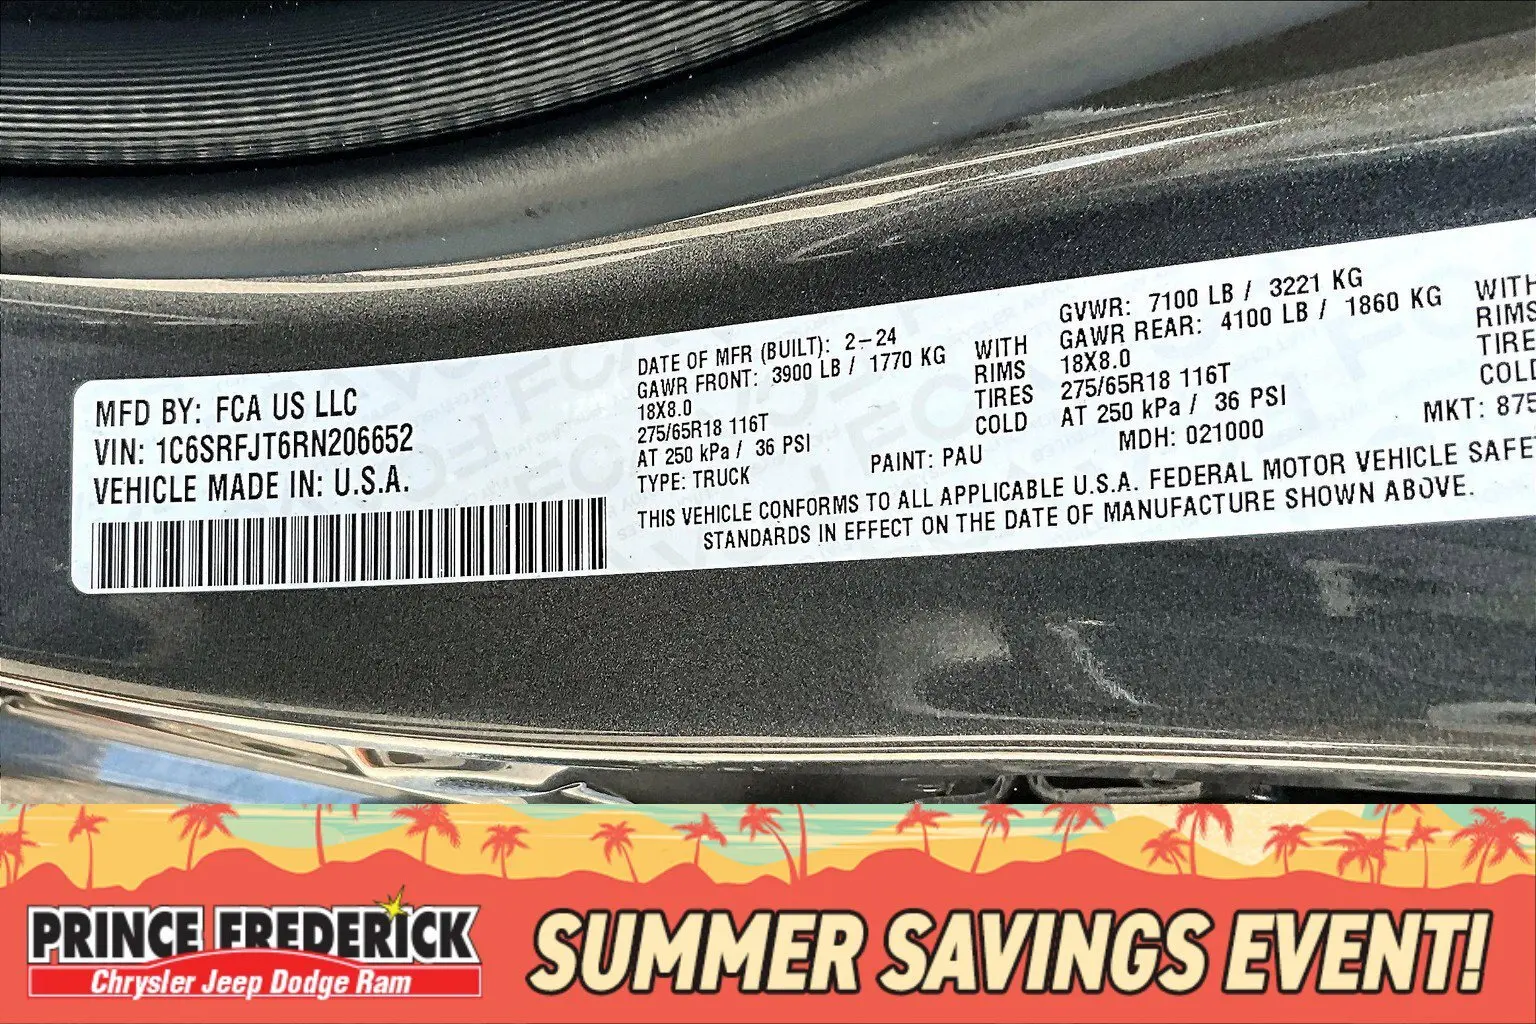 MFD BY: FCA US LLC
VIN: 1C6SRFJT6RN206652
VEHICLE MADE IN: U.S.A.
DATE OF MFR (BUILT): 2-24
GAWR FRONT: 3900 LB / 1770 KG
18X8.0
275/65R18 116T
AT 250 kPa / 36 PSI
TYPE: TRUCK
PAINT: PAU
WITH
RIMS
TIRES
COLD
GVWR: 7100 LB / 3221 KG
GAWR REAR: 4100 LB / 1860 KG
18X8.0
275/65R18 116T
AT 250 kPa / 36 PSI
MDH: 021000
WITH
RIMS
TIRE
COLD
MKT: 875
THIS VEHICLE CONFORMS TO ALL APPLICABLE U.S.A. FEDERAL MOTOR VEHICLE SAFE
STANDARDS IN EFFECT ON THE DATE OF MANUFACTURE SHOWN ABOVE.
PRINCE FREDERICK
Chrysler Jeep Dodge Ram
SUMMER SAVINGS EVENT!